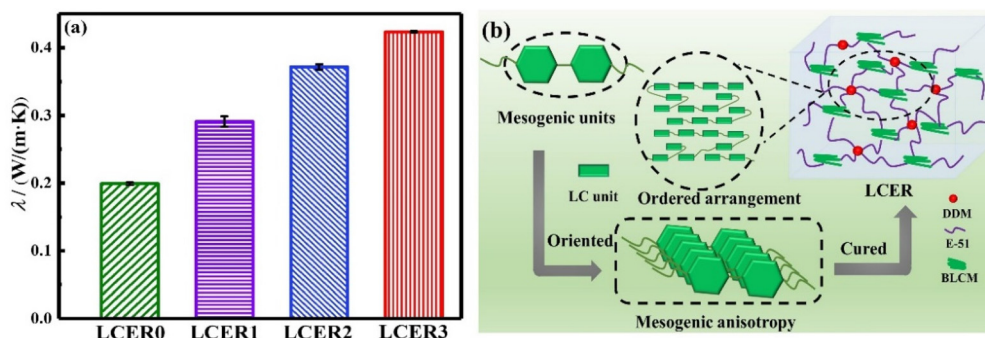 (a)
λ / (W/(m·K))
0.4
0.3
0.2
0.1
0.0
LCER0 LCER1 LCER2 LCER3
(b)
Mesogenic units
LC unit
Ordered arrangement
LCER
DDM
E-51
BLCM
Oriented
Cured
Mesogenic anisotropy